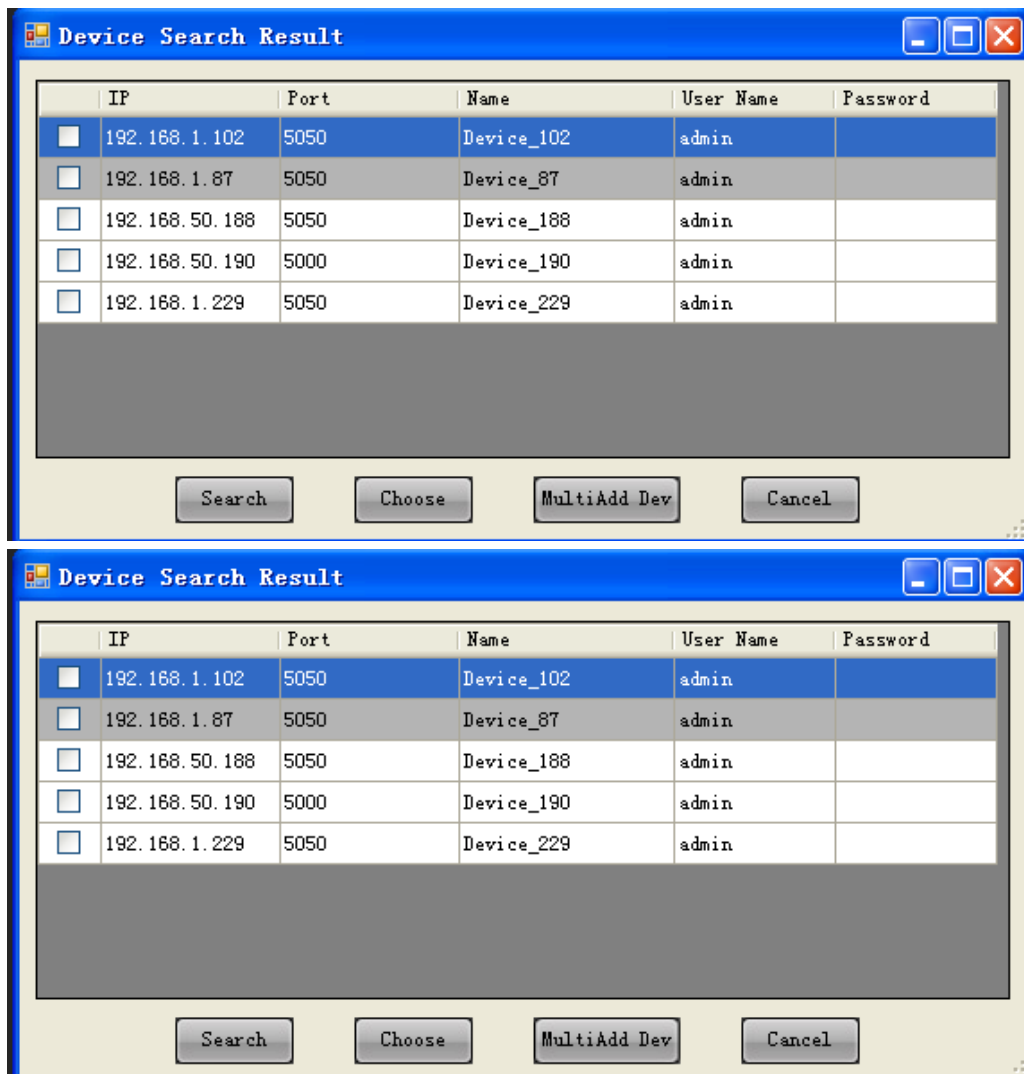 Device Search Result
IP Port Name User Name Password
192.168.1.102 5050 Device_102 admin
192.168.1.87 5050 Device_87 admin
192.168.50.188 5050 Device_188 admin
192.168.50.190 5000 Device_190 admin
192.168.1.229 5050 Device_229 admin
Search Choose MultiAdd Dev Cancel
Device Search Result
IP Port Name User Name Password
192.168.1.102 5050 Device_102 admin
192.168.1.87 5050 Device_87 admin
192.168.50.188 5050 Device_188 admin
192.168.50.190 5000 Device_190 admin
192.168.1.229 5050 Device_229 admin
Search Choose MultiAdd Dev Cancel